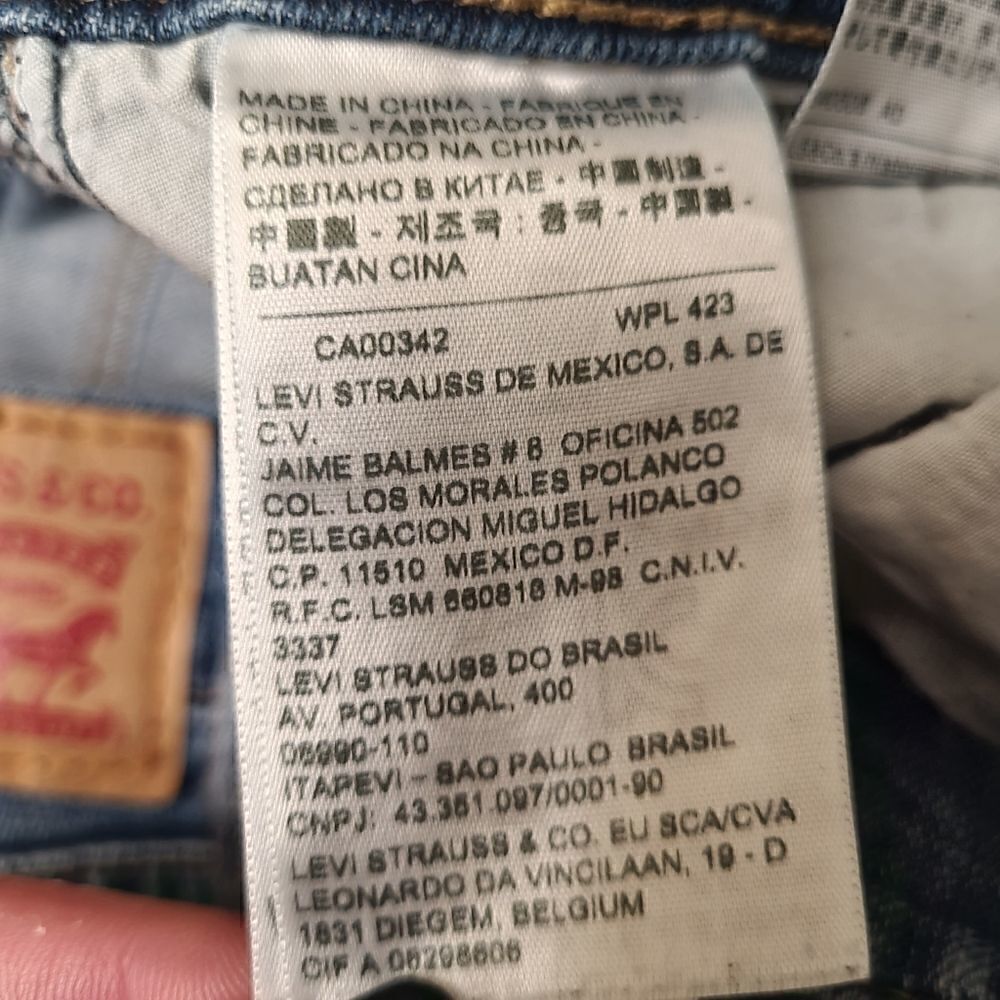 MADE IN CHINA - FABRIQUE EN
CHINE - FABRICADO EN CHINA -
FABRICADO NA CHINA -
СДЕЛАНО В КИТАЕ - 中國制造 -
中國製 - 제조국 : 중국 - 中国製 -
BUATAN CINA
CA00342 WPL 423
LEVI STRAUSS DE MEXICO, S.A. DE
C.V.
JAIME BALMES # 8 OFICINA 502
COL. LOS MORALES POLANCO
DELEGACION MIGUEL HIDALGO
C.P. 11510 MEXICO D.F.
R.F.C. LSM 660818 M-98 C.N.I.V.
3337
LEVI STRAUSS DO BRASIL
AV. PORTUGAL, 400
06690-110
ITAPEVI - SAO PAULO BRASIL
CNPJ: 43.351.097/0001-90
LEVI STRAUSS & CO. EU SCA/CVA
LEONARDO DA VINCILAAN, 19 - D
1831 DIEGEM, BELGIUM
CIF A 08298606
S & CO.